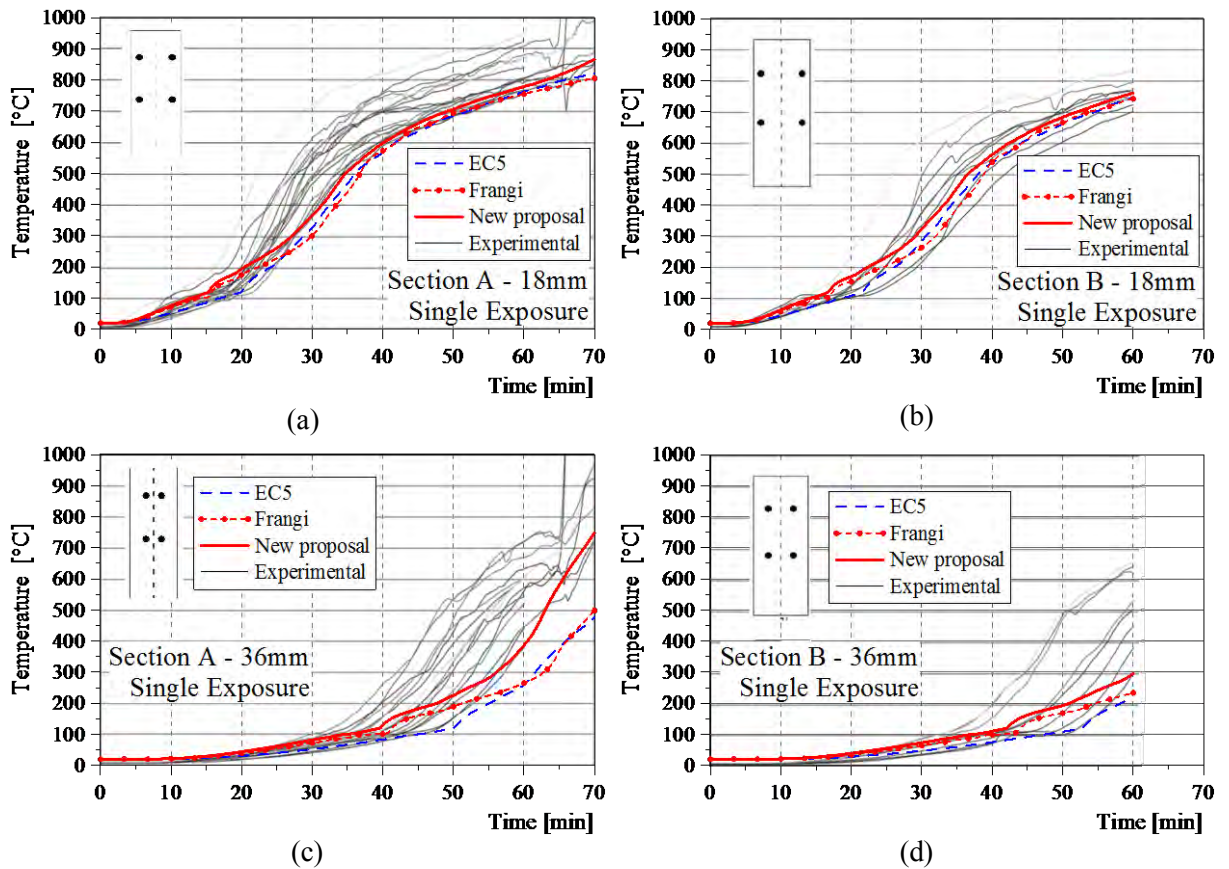 1000
900
800
700
600
500
400
300
200
100
0
Temperature [°C]
EC5
Frangi
New proposal
Experimental
Section A - 18mm
Single Exposure
0 10 20 30 40 50 60 70
Time [min]
(a)
1000
900
800
700
600
500
400
300
200
100
0
Temperature [°C]
EC5
Frangi
New proposal
Experimental
Section B - 18mm
Single Exposure
0 10 20 30 40 50 60 70
Time [min]
(b)
1000
900
800
700
600
500
400
300
200
100
0
Temperature [°C]
EC5
Frangi
New proposal
Experimental
Section A - 36mm
Single Exposure
0 10 20 30 40 50 60 70
Time [min]
(c)
1000
900
800
700
600
500
400
300
200
100
0
Temperature [°C]
EC5
Frangi
New proposal
Experimental
Section B - 36mm
Single Exposure
0 10 20 30 40 50 60 70
Time [min]
(d)